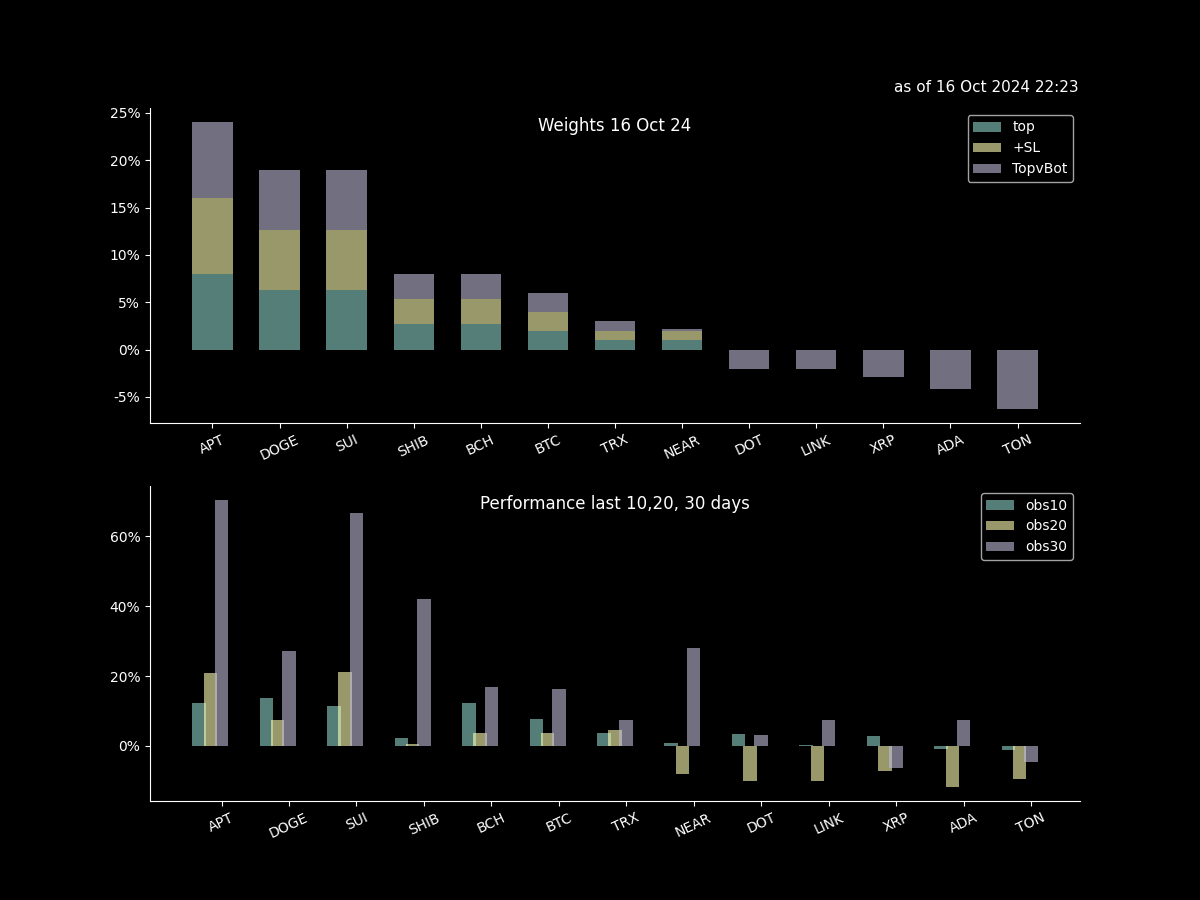 as of 16 Oct 2024 22:23
Weights 16 Oct 24
top
+SL
TopvBot
25%
20%
15%
10%
5%
0%
-5%
APT DOGE SUI SHIB BCH BTC TRX NEAR DOT LINK XRP ADA TON
Performance last 10,20, 30 days
obs10
obs20
obs30
60%
40%
20%
0%
APT DOGE SUI SHIB BCH BTC TRX NEAR DOT LINK XRP ADA TON